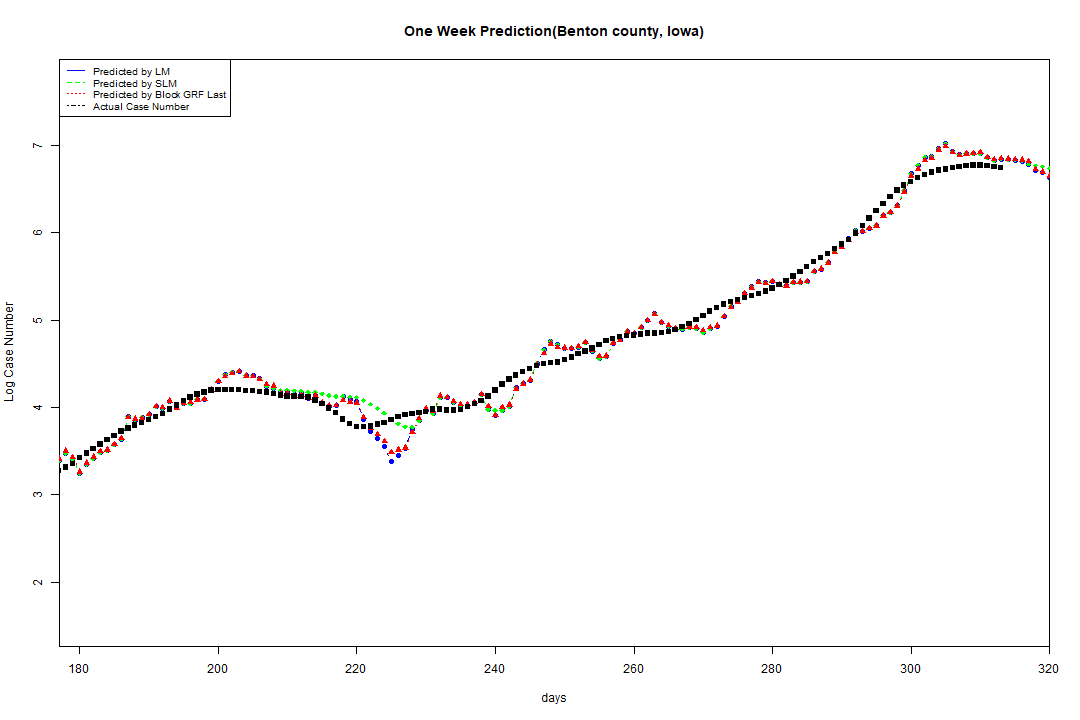 One Week Prediction(Benton county, Iowa)
Predicted by LM
Predicted by SLM
Predicted by Block GRF Last
Actual Case Number
7
6
5
4
3
2
Log Case Number
180 200 220 240 260 280 300 320
days